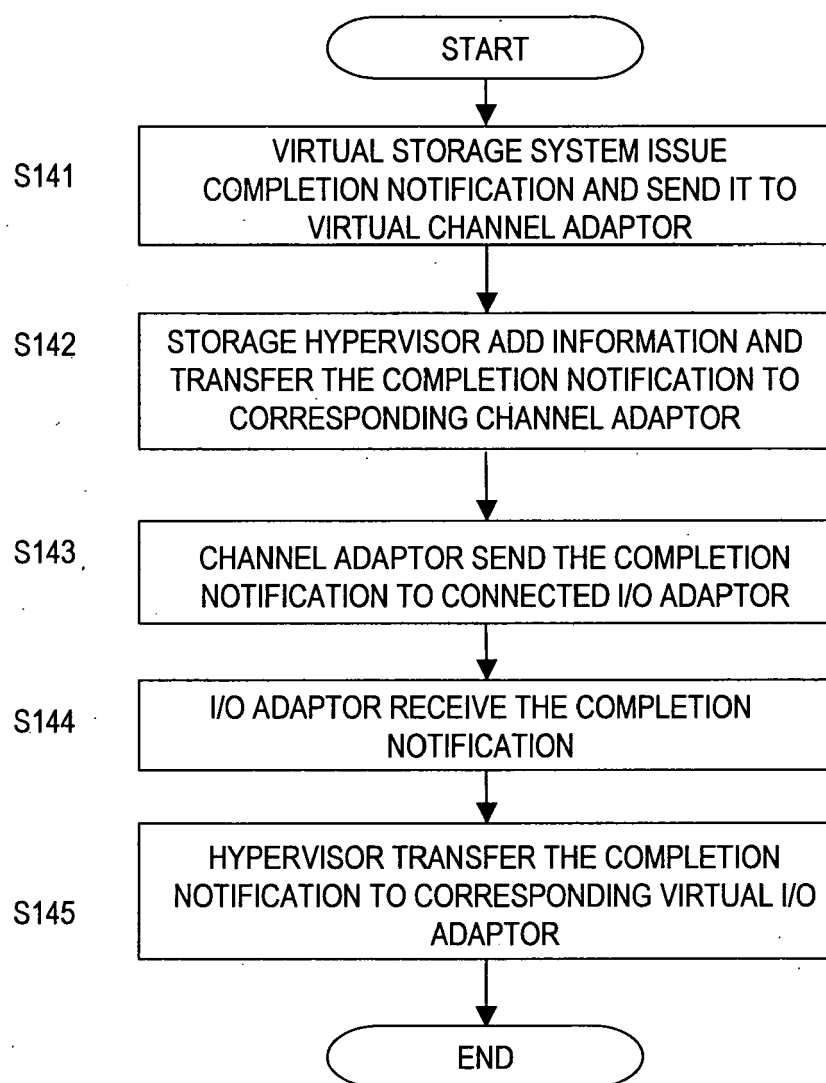 START
S141
VIRTUAL STORAGE SYSTEM ISSUE
COMPLETION NOTIFICATION AND SEND IT TO
VIRTUAL CHANNEL ADAPTOR
S142
STORAGE HYPERVISOR ADD INFORMATION AND
TRANSFER THE COMPLETION NOTIFICATION TO
CORRESPONDING CHANNEL ADAPTOR
S143
CHANNEL ADAPTOR SEND THE COMPLETION
NOTIFICATION TO CONNECTED I/O ADAPTOR
S144
I/O ADAPTOR RECEIVE THE COMPLETION
NOTIFICATION
S145
HYPERVISOR TRANSFER THE COMPLETION
NOTIFICATION TO CORRESPONDING VIRTUAL I/O
ADAPTOR
END